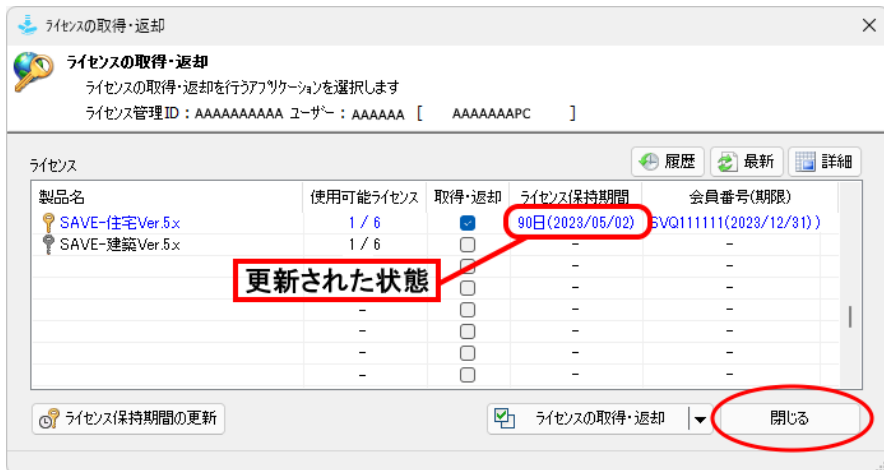 ライセンスの取得・返却
ライセンスの取得・返却
ライセンスの取得・返却を行うアプリケーションを選択します
ライセンス管理ID：AAAAAAAAAA ユーザー：AAAAAA [ AAAAAAAPC ]
ライセンス 履歴 最新 詳細
製品名 使用可能ライセンス 取得・返却 ライセンス保持期間 会員番号(期限)
SAVE-住宅Ver.5.x 1 / 6 90日(2023/05/02) SVQ111111(2023/12/31))
SAVE-建築Ver.5.x 1 / 6 - -
更新された状態 - -
- -
- - -
- - -
- - -
- - -
ライセンス保持期間の更新 ライセンスの取得・返却 閉じる